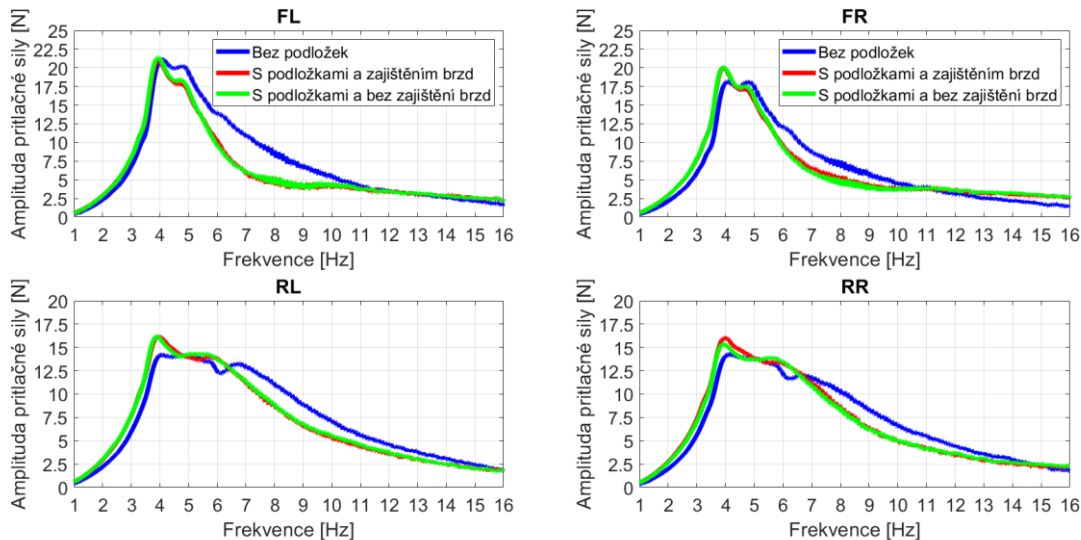 FL
Amplituda pritlačné sily [N]
25
22.5
20
17.5
15
12.5
10
7.5
5
2.5
0
1 2 3 4 5 6 7 8 9 10 11 12 13 14 15 16
Frekvence [Hz]
Bez podložek
S podložkami a zajištěním brzd
S podložkami a bez zajištění brzd
FR
Amplituda pritlačné sily [N]
25
22.5
20
17.5
15
12.5
10
7.5
5
2.5
0
1 2 3 4 5 6 7 8 9 10 11 12 13 14 15 16
Frekvence [Hz]
Bez podložek
S podložkami a zajištěním brzd
S podložkami a bez zajištění brzd
RL
Amplituda pritlačné sily [N]
20
17.5
15
12.5
10
7.5
5
2.5
0
1 2 3 4 5 6 7 8 9 10 11 12 13 14 15 16
Frekvence [Hz]
RR
Amplituda pritlačné sily [N]
20
17.5
15
12.5
10
7.5
5
2.5
0
1 2 3 4 5 6 7 8 9 10 11 12 13 14 15 16
Frekvence [Hz]